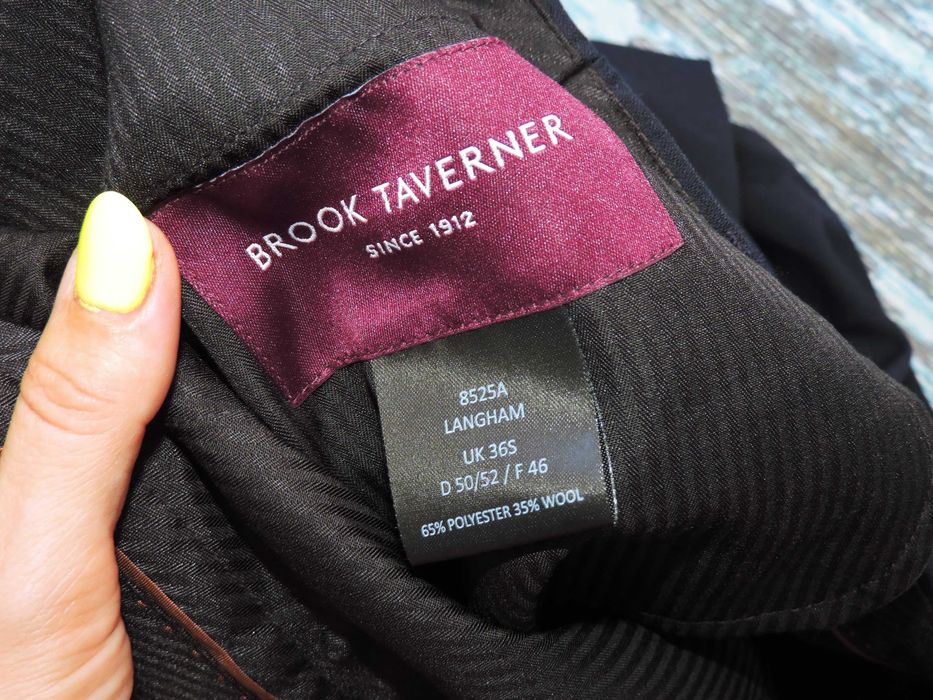 BROOK TAVERNER
SINCE 1912
8525A
LANGHAM
UK 36S
D 50/52 / F 46
65% POLYESTER 35% WOOL